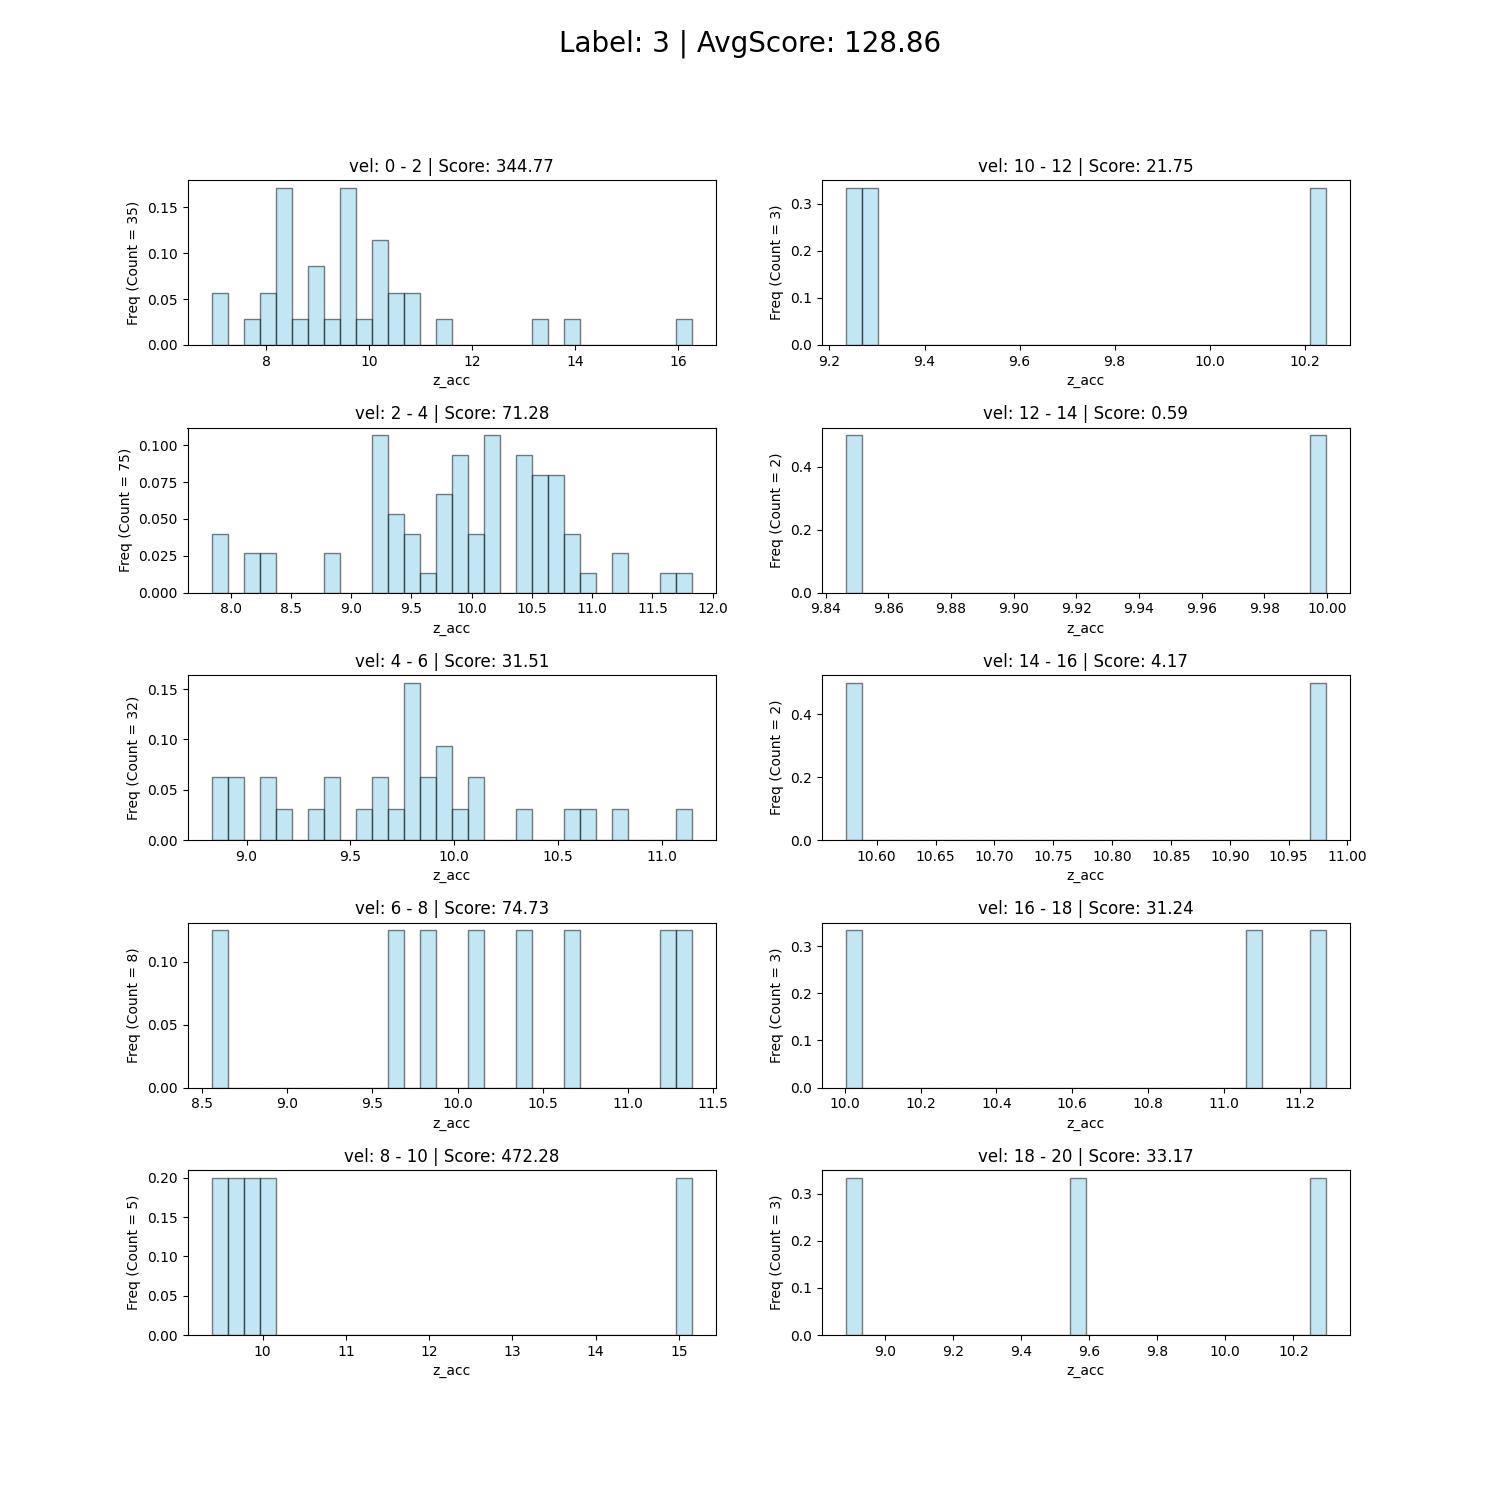 Label: 3 | AvgScore: 128.86
vel: 0 - 2 | Score: 344.77
Freq (Count = 35)
0.15
0.10
0.05
0.00
8 10 12 14 16
z_acc
vel: 10 - 12 | Score: 21.75
Freq (Count = 3)
0.3
0.2
0.1
0.0
9.2 9.4 9.6 9.8 10.0 10.2
z_acc
vel: 2 - 4 | Score: 71.28
Freq (Count = 75)
0.100
0.075
0.050
0.025
0.000
8.0 8.5 9.0 9.5 10.0 10.5 11.0 11.5 12.0
z_acc
vel: 12 - 14 | Score: 0.59
Freq (Count = 2)
0.4
0.2
0.0
9.84 9.86 9.88 9.90 9.92 9.94 9.96 9.98 10.00
z_acc
vel: 4 - 6 | Score: 31.51
Freq (Count = 32)
0.15
0.10
0.05
0.00
9.0 9.5 10.0 10.5 11.0
z_acc
vel: 14 - 16 | Score: 4.17
Freq (Count = 2)
0.4
0.2
0.0
10.60 10.65 10.70 10.75 10.80 10.85 10.90 10.95 11.00
z_acc
vel: 6 - 8 | Score: 74.73
Freq (Count = 8)
0.10
0.05
0.00
8.5 9.0 9.5 10.0 10.5 11.0 11.5
z_acc
vel: 16 - 18 | Score: 31.24
Freq (Count = 3)
0.3
0.2
0.1
0.0
10.0 10.2 10.4 10.6 10.8 11.0 11.2
z_acc
vel: 8 - 10 | Score: 472.28
Freq (Count = 5)
0.20
0.15
0.10
0.05
0.00
10 11 12 13 14 15
z_acc
vel: 18 - 20 | Score: 33.17
Freq (Count = 3)
0.3
0.2
0.1
0.0
9.0 9.2 9.4 9.6 9.8 10.0 10.2
z_acc